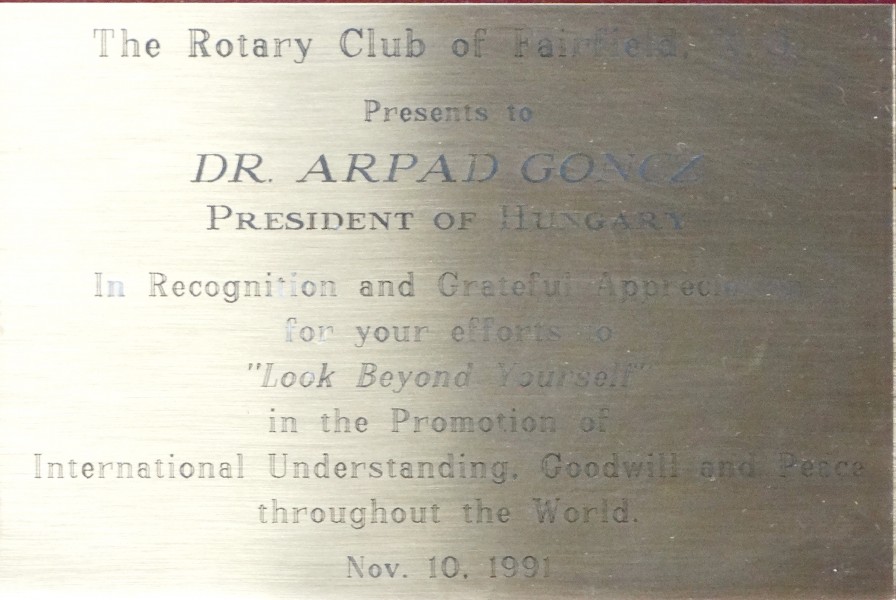 The Rotary Club of Fairfield,
Presents to
DR. ARPAD GONCZ
PRESIDENT OF HUNGARY
In Recognition and Grateful Appreciation
for your efforts to
"Look Beyond Yourself"
in the Promotion of
International Understanding, Goodwill and Peace
throughout the World.
Nov. 10, 1991